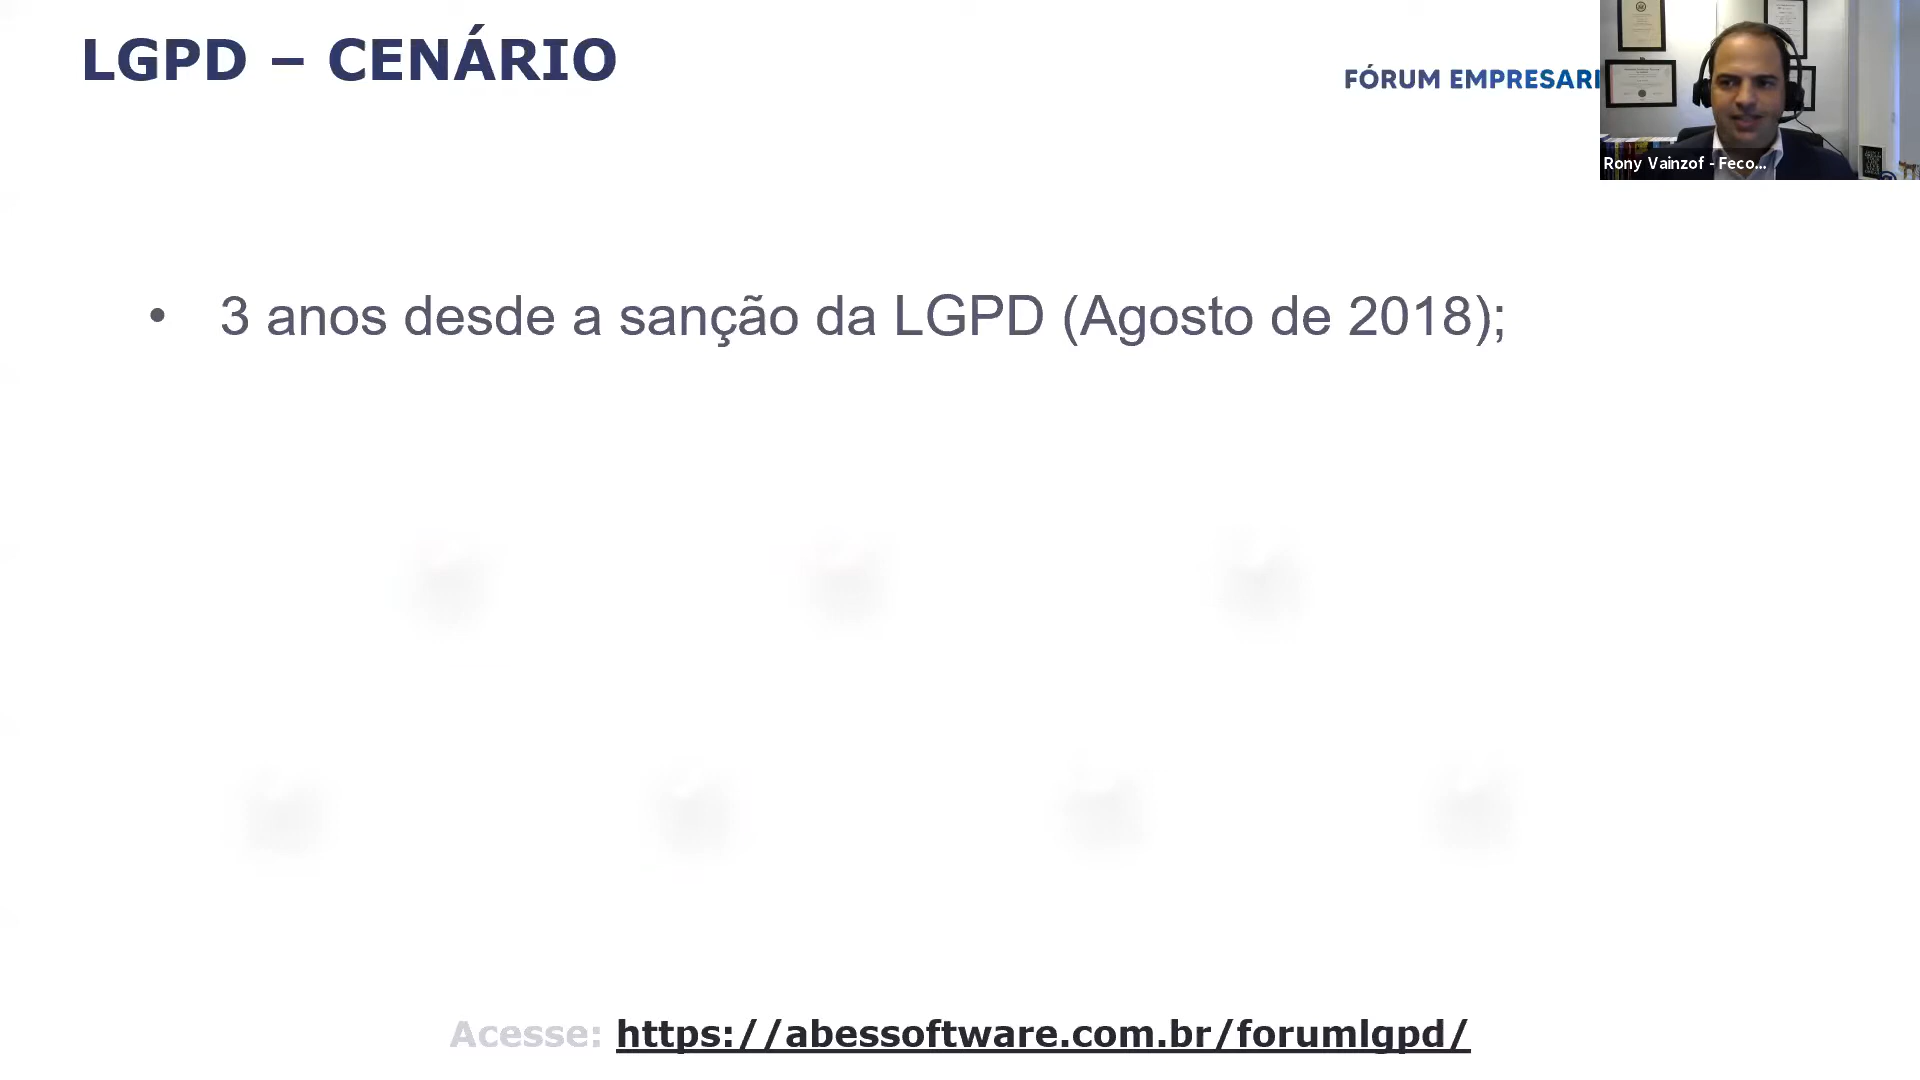 LGPD – CENÁRIO
FÓRUM EMPRESARI
Rony Vainzof - Feco...
• 3 anos desde a sanção da LGPD (Agosto de 2018);
Acesse: https://abessoftware.com.br/forumlgpd/